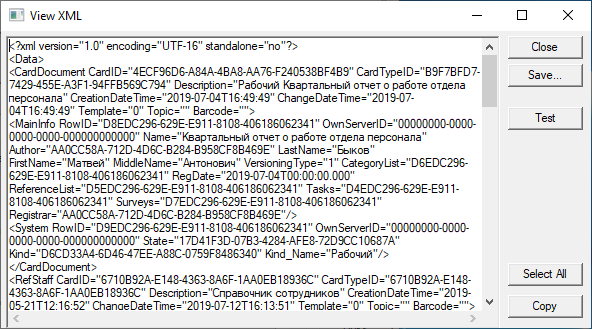 View XML
<?xml version="1.0" encoding="UTF-16" standalone="no"?>
<Data>
<CardDocument CardID="4ECF96D6-A84A-4BA8-AA76-F240538BF4B9" CardTypeID="B9F7BFD7-
7429-455E-A3F1-94FFB569C794" Description="Рабочий Квартальный отчет о работе отдела
персонала" CreationDateTime="2019-07-04T16:49:49" ChangeDateTime="2019-07-
04T16:49:49" Template="0" Topic="" Barcode="">
<MainInfo RowID="D8EDC296-629E-E911-8108-406186062341" OwnServerID="00000000-0000-
0000-0000-000000000000" Name="Квартальный отчет о работе отдела персонала"
Author="AA0CC58A-712D-4D6C-B284-B958CF8B469E" LastName="Быков"
FirstName="Матвей" MiddleName="Антонович" VersioningType="1" CategoryList="D6EDC296-
629E-E911-8108-406186062341" RegDate="2019-07-04T00:00:00.000"
ReferenceList="D5EDC296-629E-E911-8108-406186062341" Tasks="D4EDC296-629E-E911-
8108-406186062341" Surveys="D7EDC296-629E-E911-8108-406186062341"
Registrar="AA0CC58A-712D-4D6C-B284-B958CF8B469E"/>
<System RowID="D9EDC296-629E-E911-8108-406186062341" OwnServerID="00000000-0000-
0000-0000-000000000000" State="17D41F3D-07B3-4284-AFE8-72D9CC10687A"
Kind="D6CD33A4-6D46-47EE-A88C-0759F8486340" Kind_Name="Рабочий"/>
</CardDocument>
<RefStaff CardID="6710B92A-E148-4363-8A6F-1AA0EB18936C" CardTypeID="6710B92A-E148-
4363-8A6F-1AA0EB18936C" Description="Справочник сотрудников" CreationDateTime="2019-
05-21T12:16:52" ChangeDateTime="2019-07-12T16:13:51" Template="0" Topic="" Barcode="">
Close
Save...
Test
Select All
Copy